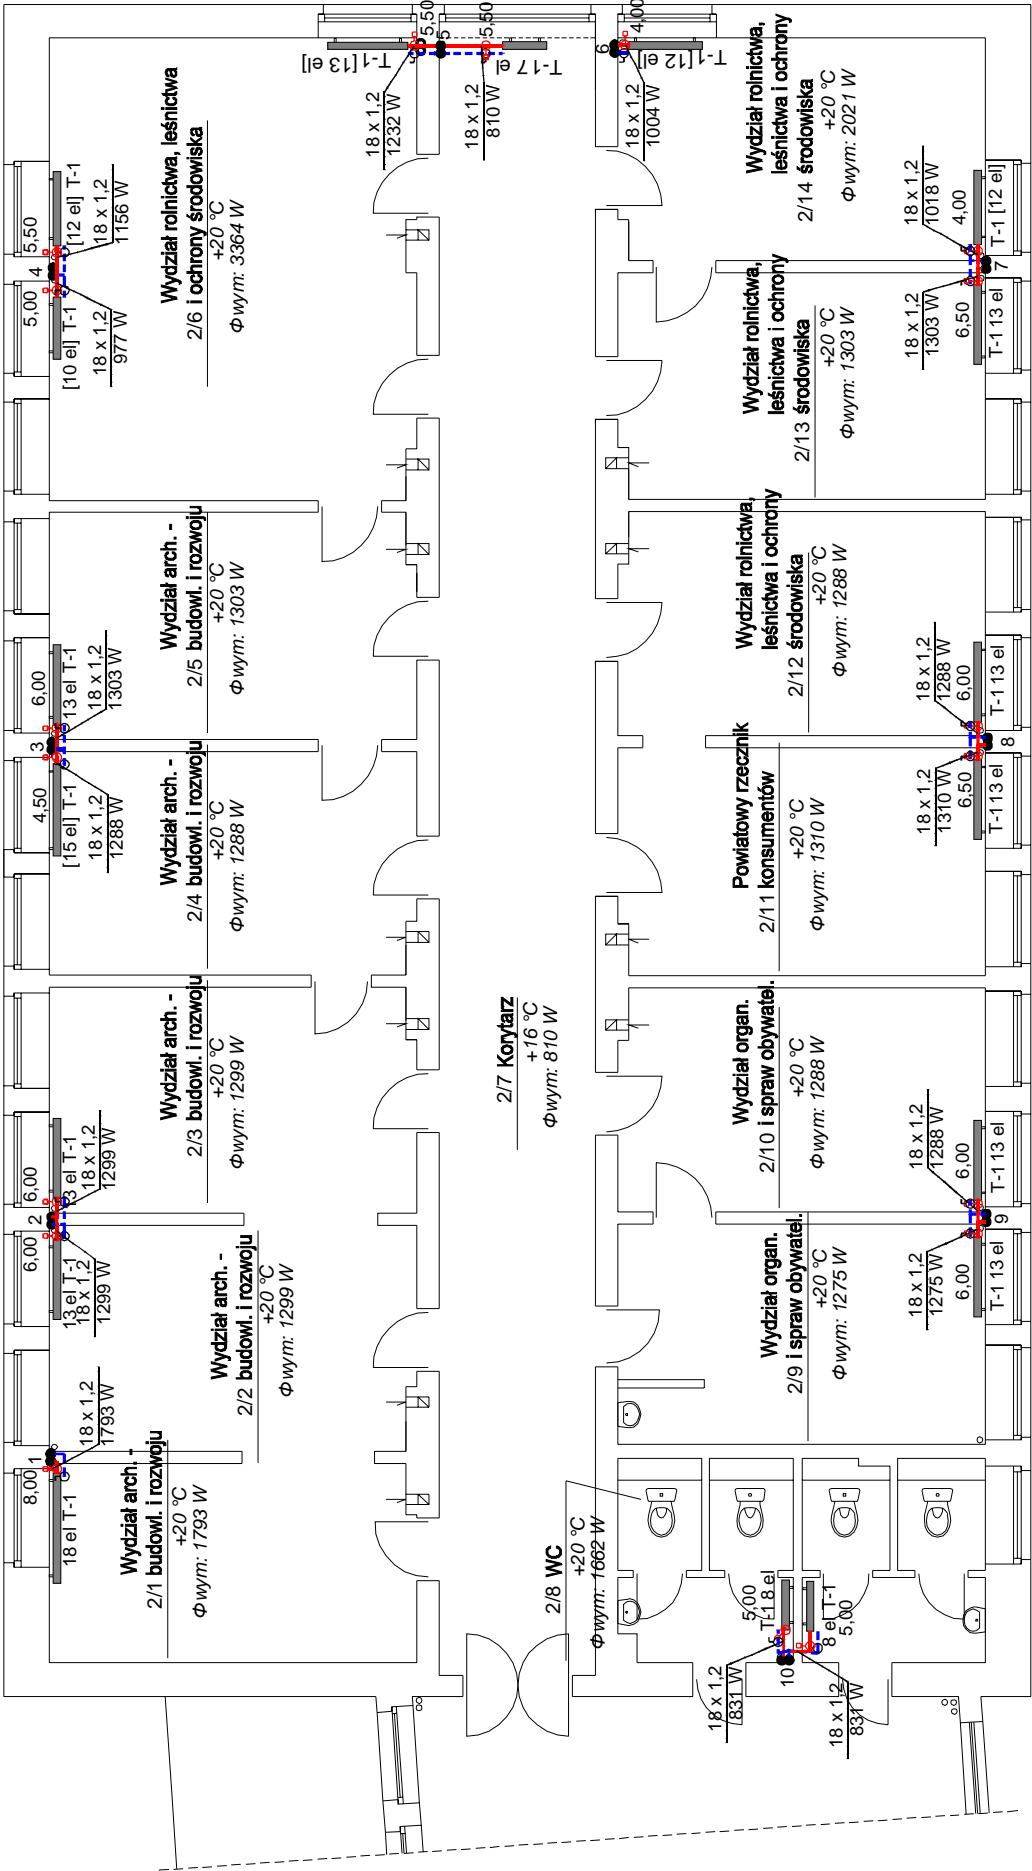 8,00
1
18 el T-1
18 x 1,2
1793 W
Wydział arch. -
2/1 budowl. i rozwoju
+20 °C
Φwym: 1793 W
6,00
2
6,00
13 el T-1
18 x 1,2
1299 W
13 el T-1
18 x 1,2
1299 W
Wydział arch. -
2/2 budowl. i rozwoju
+20 °C
Φwym: 1299 W
Wydział arch. -
2/3 budowl. i rozwoju
+20 °C
Φwym: 1299 W
4,50
3
6,00
[15 el] T-1
18 x 1,2
1288 W
13 el T-1
18 x 1,2
1303 W
Wydział arch. -
2/4 budowl. i rozwoju
+20 °C
Φwym: 1288 W
Wydział arch. -
2/5 budowl. i rozwoju
+20 °C
Φwym: 1303 W
5,00
4
5,50
[10 el] T-1
18 x 1,2
977 W
[12 el] T-1
18 x 1,2
1156 W
Wydział rolnictwa, leśnictwa
2/6 i ochrony środowiska
+20 °C
Φwym: 3364 W
T-1 [13 el]
5,50
18 x 1,2
1232 W
5
5,50
18 x 1,2
810 W
T-1 7 el
6
4,00
T-1 [12 el]
18 x 1,2
1004 W
2/7 Korytarz
+16 °C
Φwym: 810 W
2/8 WC
+20 °C
Φwym: 1662 W
5,00
T-1 8 el
18 x 1,2
831 W
10
8 el T-1
5,00
18 x 1,2
831 W
Wydział organ.
2/9 i spraw obywatel.
+20 °C
Φwym: 1275 W
Wydział organ.
2/10 i spraw obywatel.
+20 °C
Φwym: 1288 W
18 x 1,2
1275 W
6,00
T-1 13 el
9
18 x 1,2
1288 W
6,00
T-1 13 el
Powiatowy rzecznik
2/11 konsumentów
+20 °C
Φwym: 1310 W
Wydział rolnictwa,
leśnictwa i ochrony
2/12 środowiska
+20 °C
Φwym: 1288 W
18 x 1,2
1310 W
6,50
T-1 13 el
8
18 x 1,2
1288 W
6,00
T-1 13 el
Wydział rolnictwa,
leśnictwa i ochrony
2/13 środowiska
+20 °C
Φwym: 1303 W
Wydział rolnictwa,
leśnictwa i ochrony
2/14 środowiska
+20 °C
Φwym: 2021 W
18 x 1,2
1303 W
6,50
T-1 13 el
7
18 x 1,2
1018 W
4,00
T-1 [12 el]